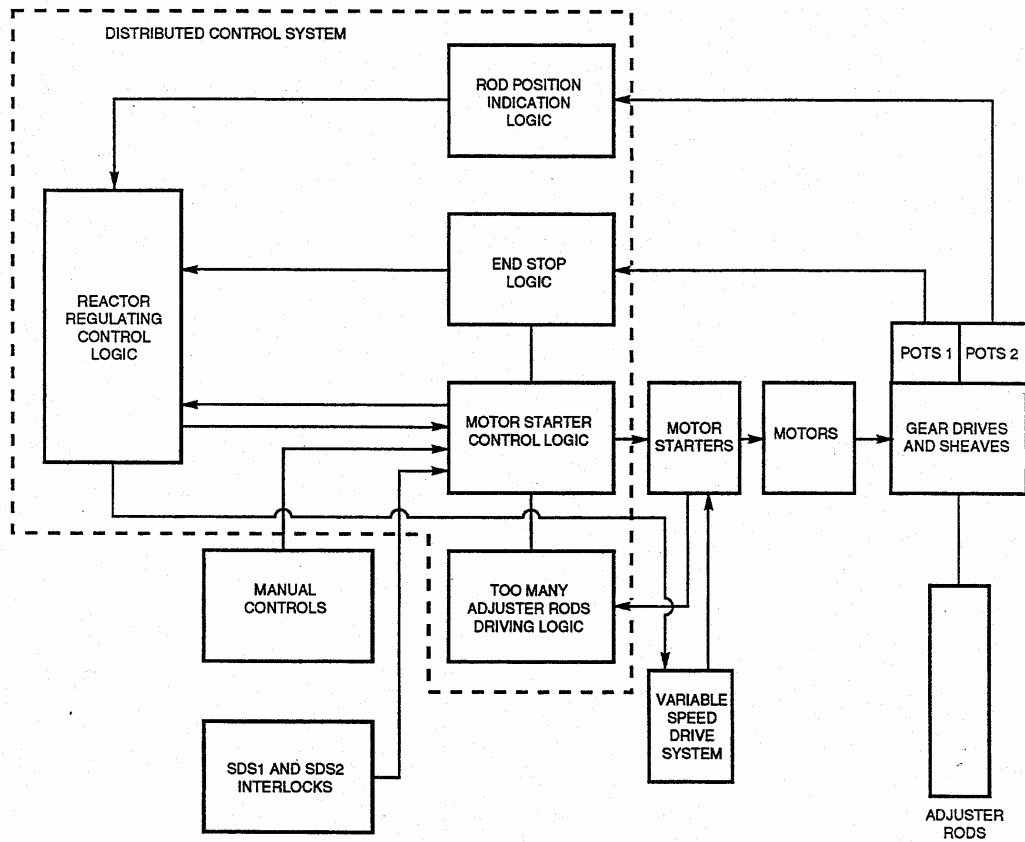 DISTRIBUTED CONTROL SYSTEM
ROD POSITION
INDICATION
LOGIC
END STOP
LOGIC
REACTOR
REGULATING
CONTROL
LOGIC
POTS 1
POTS 2
MOTOR STARTER
CONTROL LOGIC
MOTOR
STARTERS
MOTORS
GEAR DRIVES
AND SHEAVES
MANUAL
CONTROLS
TOO MANY
ADJUSTER RODS
DRIVING LOGIC
VARIABLE
SPEED
DRIVE
SYSTEM
SDS1 AND SDS2
INTERLOCKS
ADJUSTER
RODS